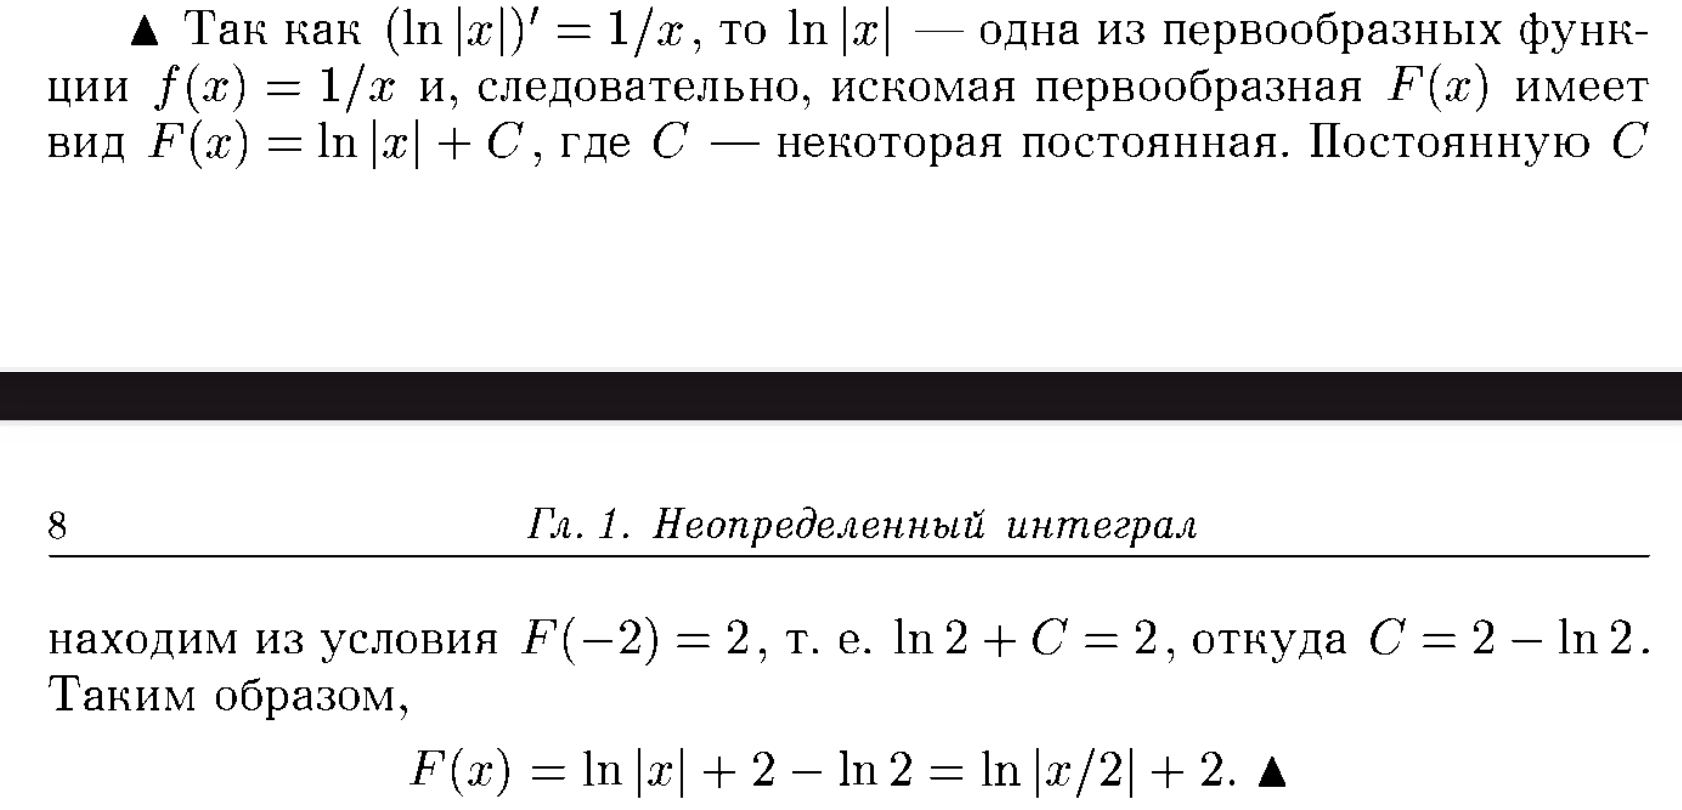 ▲ Так как (ln |x|)′ = 1/x, то ln |x| — одна из первообразных функ-
ции f(x) = 1/x и, следовательно, искомая первообразная F(x) имеет
вид F(x) = ln |x| + C, где C — некоторая постоянная. Постоянную C
8 Гл. 1. Неопределенный интеграл
находим из условия F(−2) = 2, т. е. ln 2 + C = 2, откуда C = 2 − ln 2.
Таким образом,
F(x) = ln |x| + 2 − ln 2 = ln |x/2| + 2. ▲